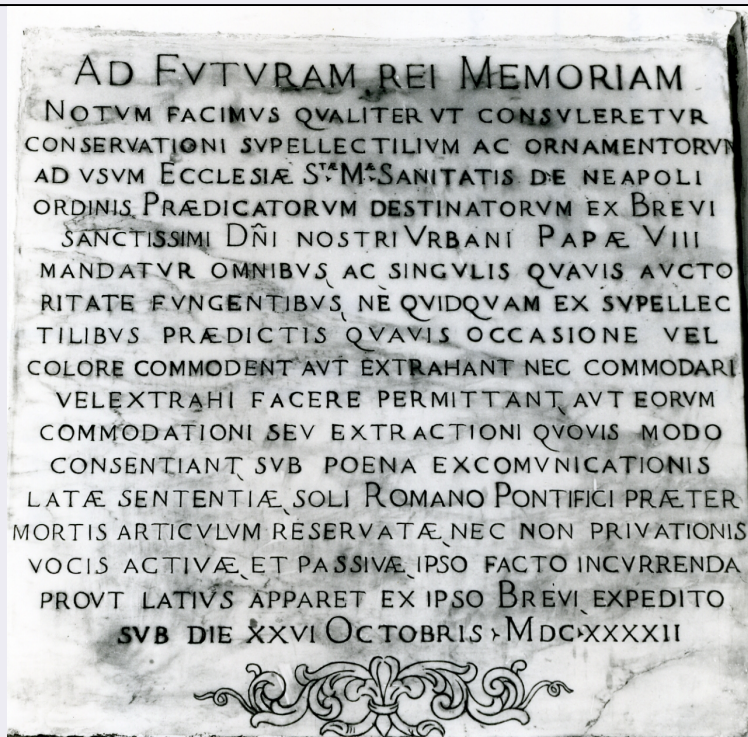 AD FVTVRAM REI MEMORIAM
NOTVM FACIMVS QVALITER VT CONSVLERETVR
CONSERVATIONI SVPELLECTILIVM AC ORNAMENTORVM
AD VSVM ECCLESIÆ S.TÆ M.Æ SANITATIS DE NEAPOLI
ORDINIS PRÆDICATORVM DESTINATORVM EX BREVI
SANCTISSIMI DÑI NOSTRI VRBANI PAPÆ VIII
MANDATVR OMNIBVS, AC SINGVLIS QVAVIS AVCTO
RITATE FVNGENTIBVS, NE QVIDQVAM EX SVPELLEC
TILIBVS PRÆDICTIS QVAVIS OCCASIONE VEL
COLORE COMMODENT AVT EXTRAHANT NEC COMMODARI
VEL EXTRAHI FACERE PERMITTANT, AVT EORVM
COMMODATIONI SEV EXTRACTIONI QVOVIS MODO
CONSENTIANT, SVB POENA EXCOMVNICATIONIS
LATÆ SENTENTIÆ, SOLI ROMANO PONTIFICI PRÆTER
MORTIS ARTICVLVM RESERVATÆ, NEC NON PRIVATIONIS
VOCIS ACTIVÆ, ET PASSIVÆ, IPSO FACTO INCVRRENDA
PROVT LATIVS APPARET EX IPSO BREVI, EXPEDITO
SVB DIE XXVI OCTOBRIS · MDC·XXXXII